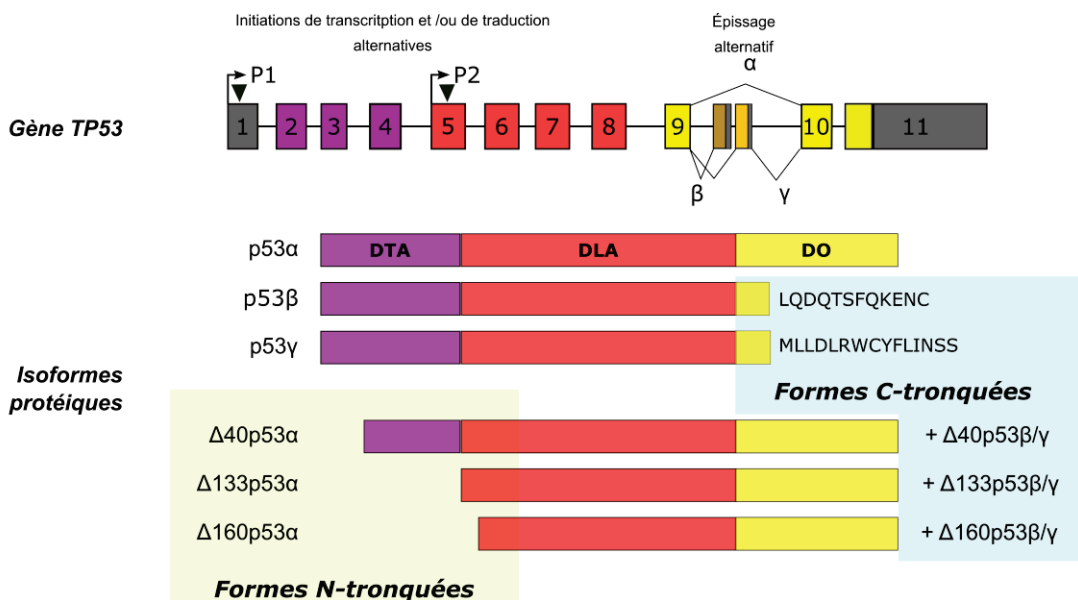 Initiations de transcritption et /ou de traduction
alternatives
Épissage
alternatif
α
P1
P2
Gène TP53
1 2 3 4 5 6 7 8 9 10 11
β
γ
p53α DTA DLA DO
p53β LQDQTSFQKENC
p53γ MLLDLRWCYFLINSS
Isoformes
protéiques
Formes C-tronquées
Δ40p53α + Δ40p53β/γ
Δ133p53α + Δ133p53β/γ
Δ160p53α + Δ160p53β/γ
Formes N-tronquées